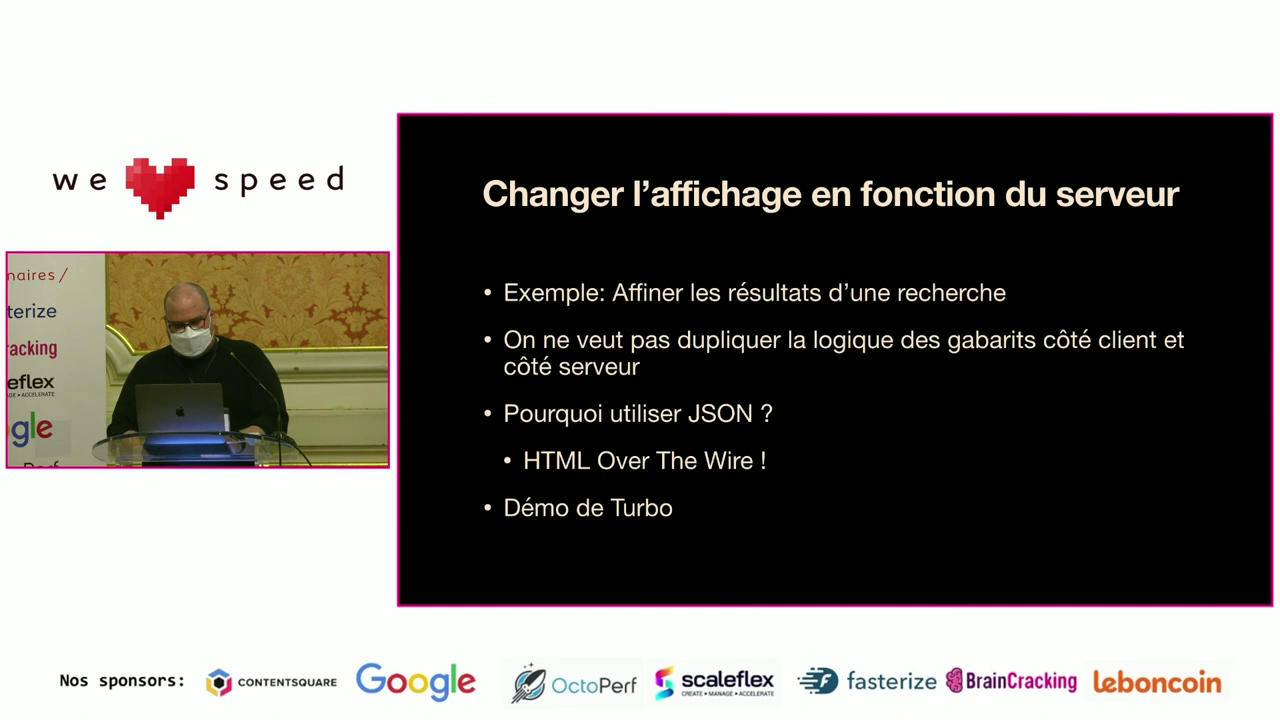 we speed
Changer l’affichage en fonction du serveur
• Exemple: Affiner les résultats d’une recherche
• On ne veut pas dupliquer la logique des gabarits côté client et
côté serveur
• Pourquoi utiliser JSON ?
• HTML Over The Wire !
• Démo de Turbo
naires /
terize
racking
eflex
gle
Perf
Nos sponsors:
CONTENTSQUARE
Google
OctoPerf
scaleflex
CREATE • MANAGE • ACCELERATE
fasterize
BrainCracking
leboncoin